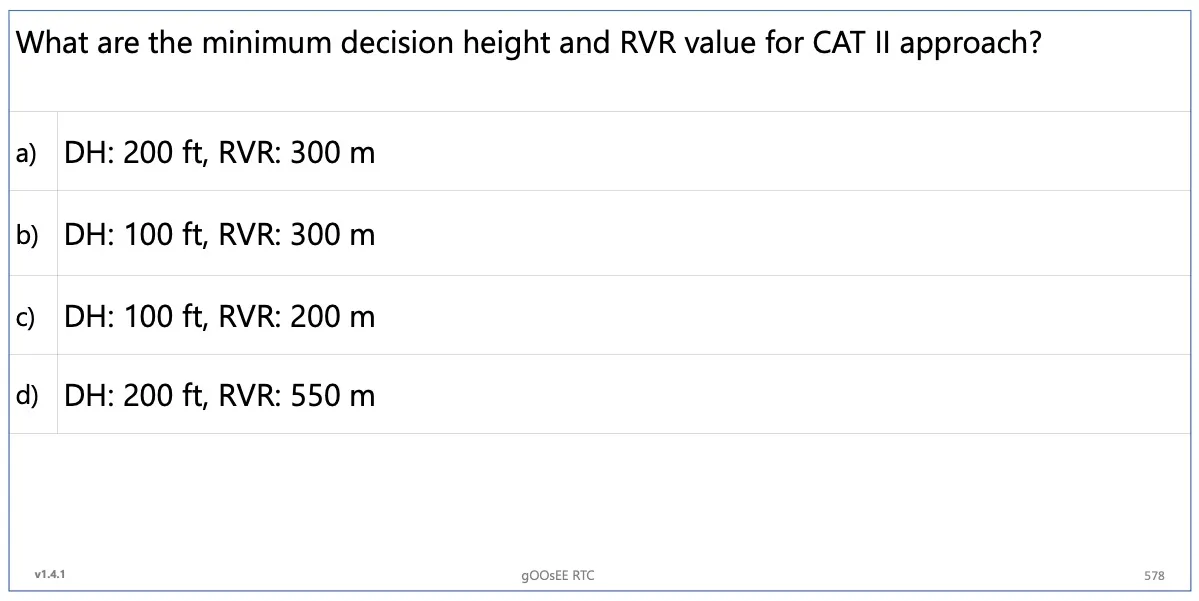 What are the minimum decision height and RVR value for CAT II approach?
a) DH: 200 ft, RVR: 300 m
b) DH: 100 ft, RVR: 300 m
c) DH: 100 ft, RVR: 200 m
d) DH: 200 ft, RVR: 550 m
v1.4.1 gOOsEE RTC 578